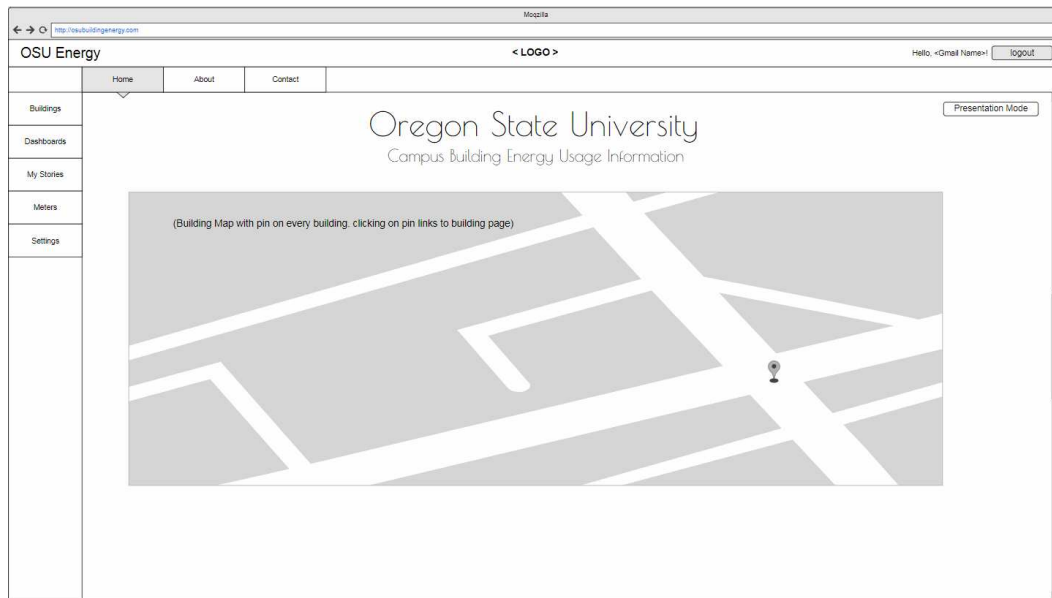 Moqzilla
http://osubuildingenergy.com
OSU Energy
< LOGO >
Hello, <Gmail Name>!
logout
Home
About
Contact
Buildings
Dashboards
My Stories
Meters
Settings
Presentation Mode
Oregon State University
Campus Building Energy Usage Information
(Building Map with pin on every building. clicking on pin links to building page)